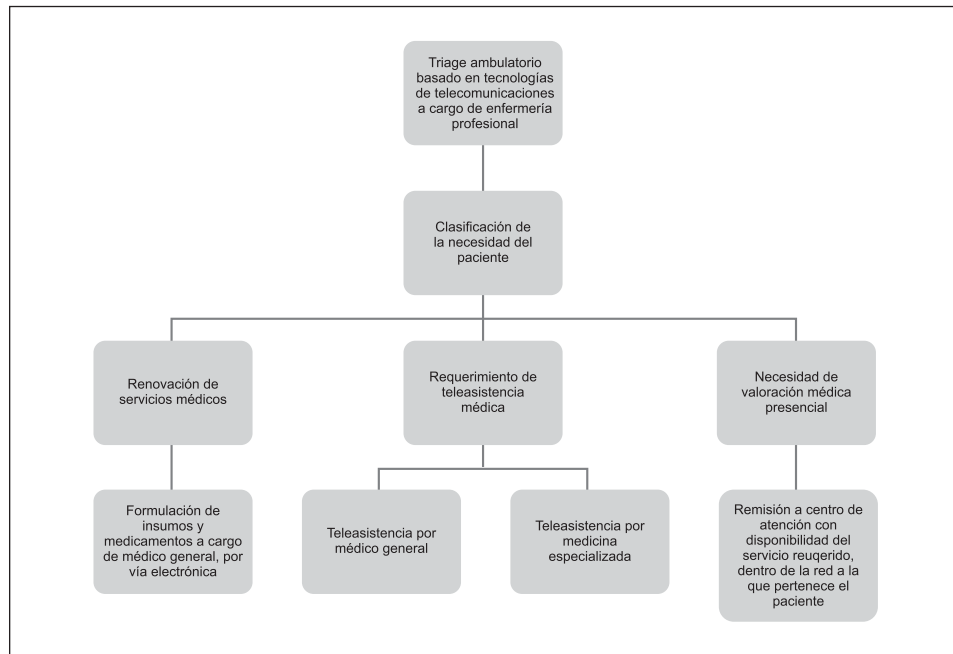 Triage ambulatorio
basado en tecnologías
de telecomunicaciones
a cargo de enfermería
profesional
Clasificación de
la necesidad del
paciente
Renovación de
servicios médicos
Requerimiento de
teleasistencia
médica
Necesidad de
valoración médica
presencial
Formulación de
insumos y
medicamentos a cargo
de médico general, por
vía electrónica
Teleasistencia por
médico general
Teleasistencia por
medicina
especializada
Remisión a centro de
atención con
disponibilidad del
servicio reuqerido,
dentro de la red a la
que pertenece el
paciente